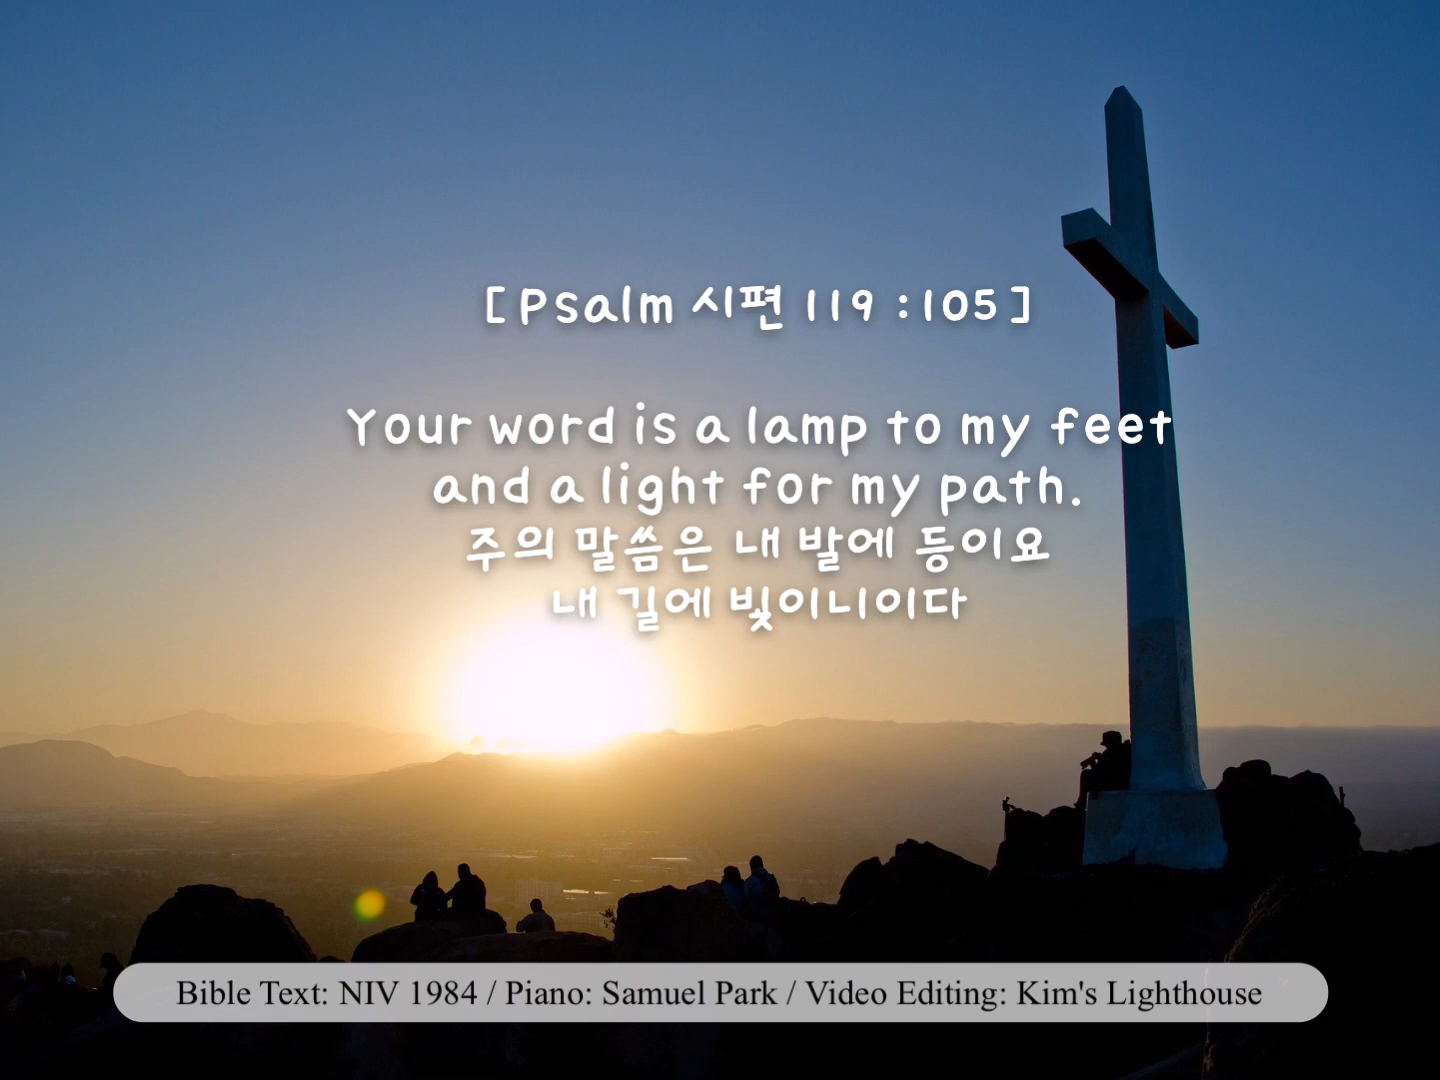 [ Psalm 시편 119 :105 ]
Your word is a lamp to my feet
and a light for my path.
주의 말씀은 내 발에 등이요
내 길에 빛이니이다
Bible Text: NIV 1984 / Piano: Samuel Park / Video Editing: Kim's Lighthouse